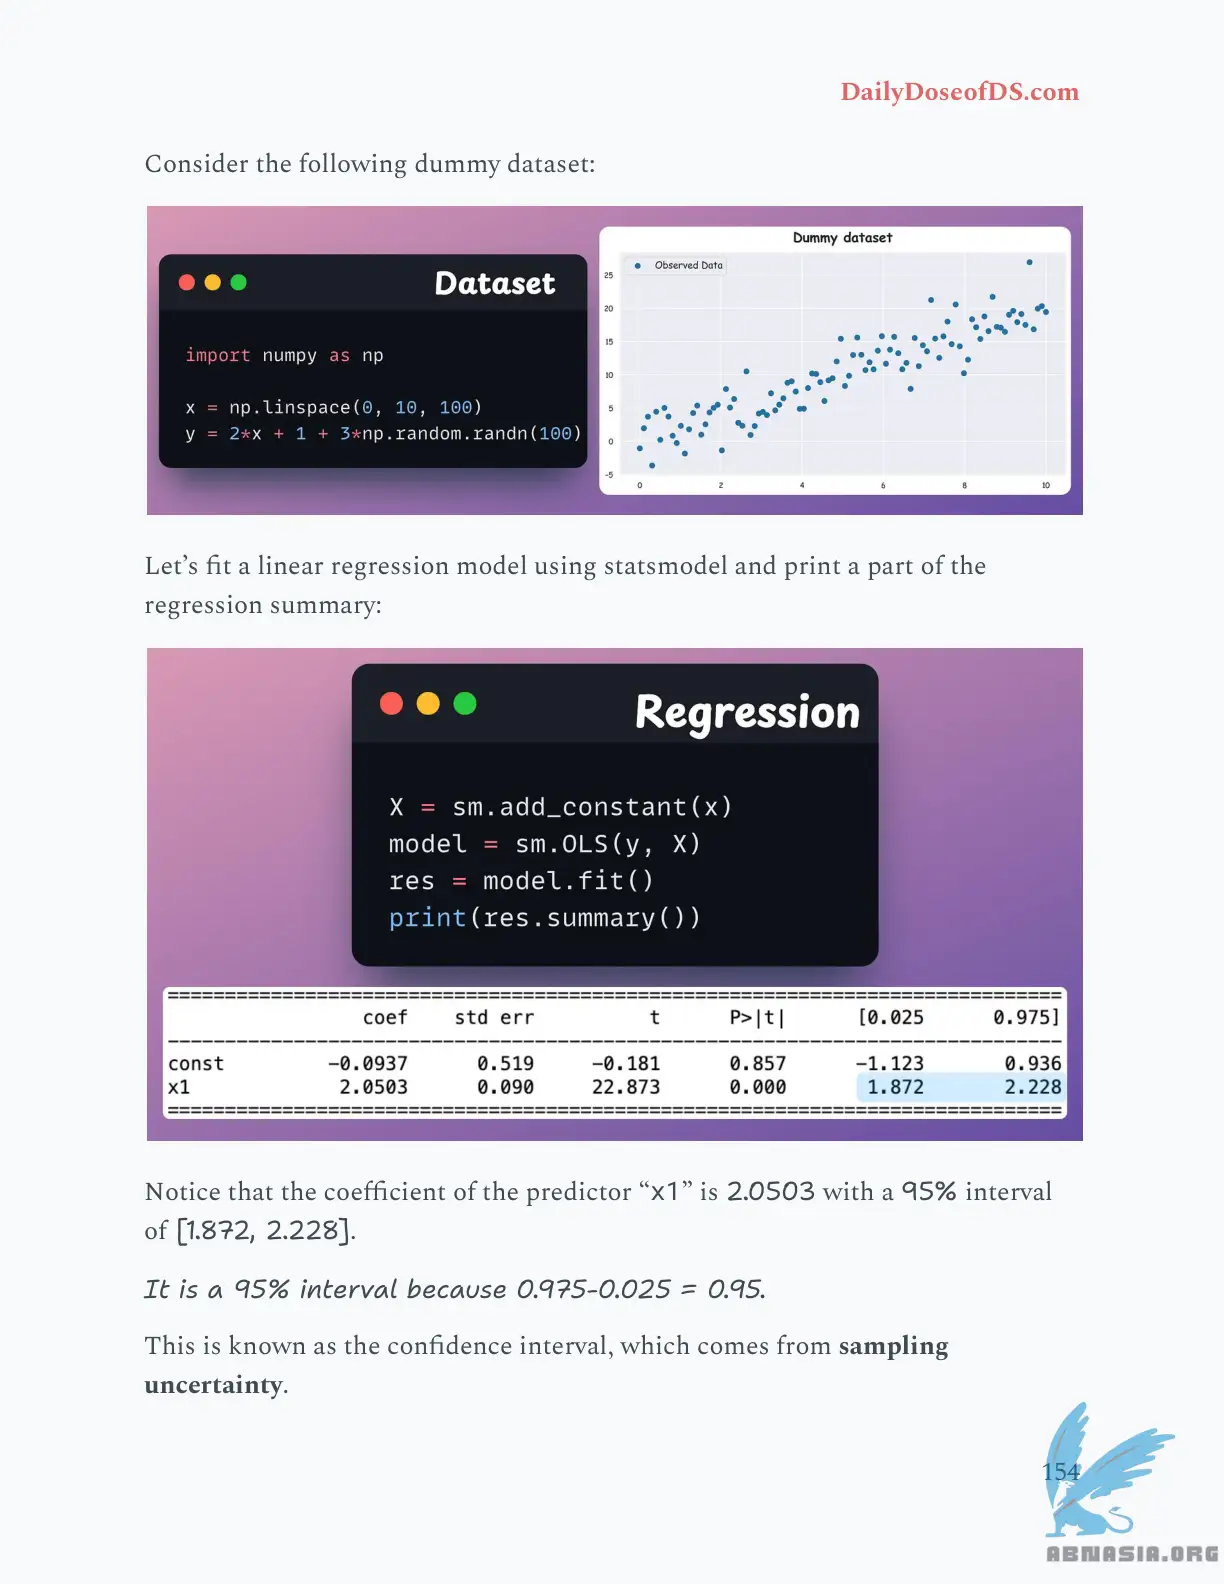 DailyDoseofDS.com
Consider the following dummy dataset:
Dataset
import numpy as np
x = np.linspace(0, 10, 100)
y = 2*x + 1 + 3*np.random.randn(100)
Dummy dataset
Observed Data
25
20
15
10
5
0
-5
0 2 4 6 8 10
Let’s fit a linear regression model using statsmodel and print a part of the
regression summary:
Regression
X = sm.add_constant(x)
model = sm.OLS(y, X)
res = model.fit()
print(res.summary())
coef std err t P>|t| [0.025 0.975]
const -0.0937 0.519 -0.181 0.857 -1.123 0.936
x1 2.0503 0.090 22.873 0.000 1.872 2.228
Notice that the coefficient of the predictor “x1” is 2.0503 with a 95% interval
of [1.872, 2.228].
It is a 95% interval because 0.975-0.025 = 0.95.
This is known as the confidence interval, which comes from sampling
uncertainty.
154
ABNASIA.ORG